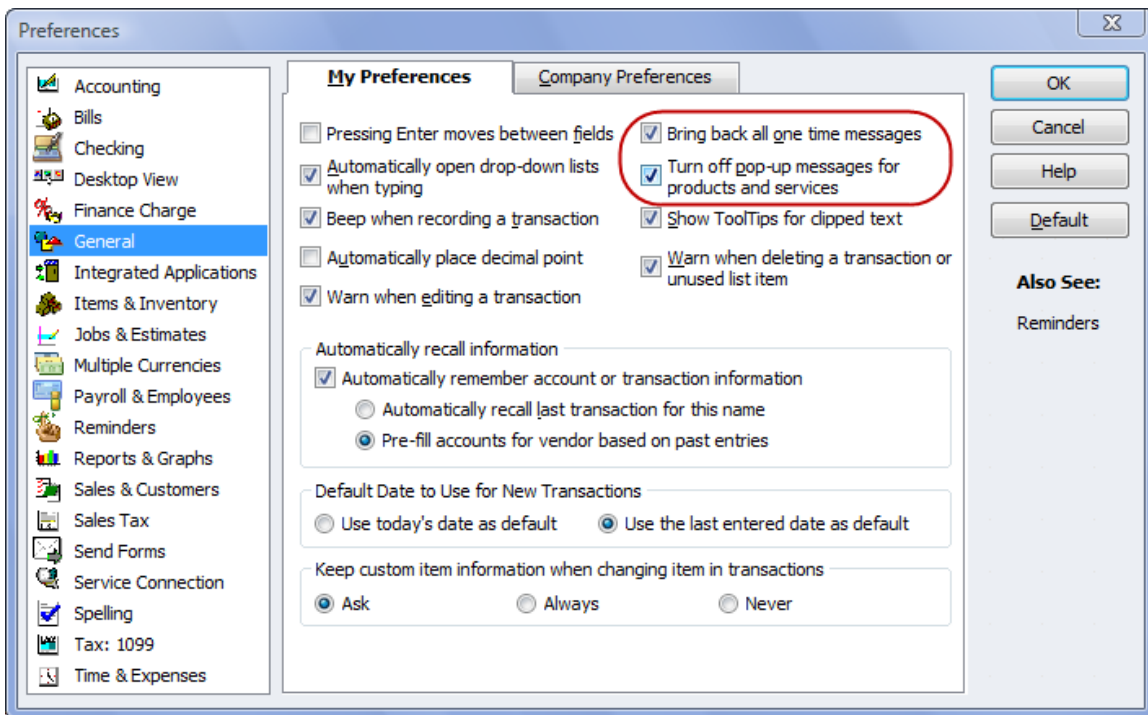 Preferences
Accounting
Bills
Checking
Desktop View
Finance Charge
General
Integrated Applications
Items & Inventory
Jobs & Estimates
Multiple Currencies
Payroll & Employees
Reminders
Reports & Graphs
Sales & Customers
Sales Tax
Send Forms
Service Connection
Spelling
Tax: 1099
Time & Expenses
My Preferences
Company Preferences
Pressing Enter moves between fields
Automatically open drop-down lists
when typing
Beep when recording a transaction
Automatically place decimal point
Warn when editing a transaction
Bring back all one time messages
Turn off pop-up messages for
products and services
Show ToolTips for clipped text
Warn when deleting a transaction or
unused list item
Automatically recall information
Automatically remember account or transaction information
Automatically recall last transaction for this name
Pre-fill accounts for vendor based on past entries
Default Date to Use for New Transactions
Use today's date as default
Use the last entered date as default
Keep custom item information when changing item in transactions
Ask
Always
Never
OK
Cancel
Help
Default
Also See:
Reminders